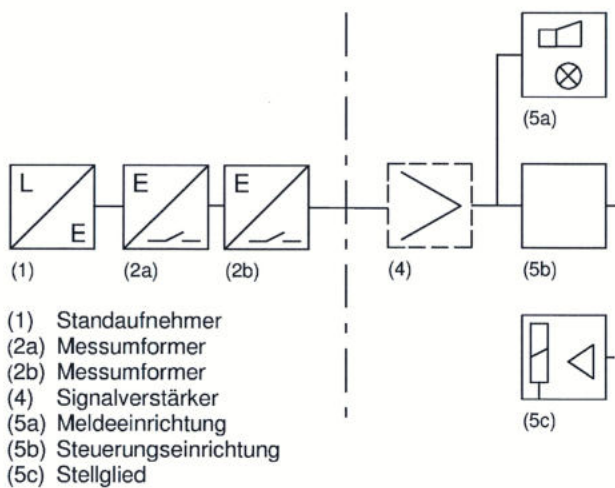 (5a)
L
E
E
E
(1)
(2a)
(2b)
(4)
(5b)
(1) Standaufnehmer
(2a) Messumformer
(2b) Messumformer
(4) Signalverstärker
(5a) Meldeeinrichtung
(5b) Steuerungseinrichtung
(5c) Stellglied
(5c)